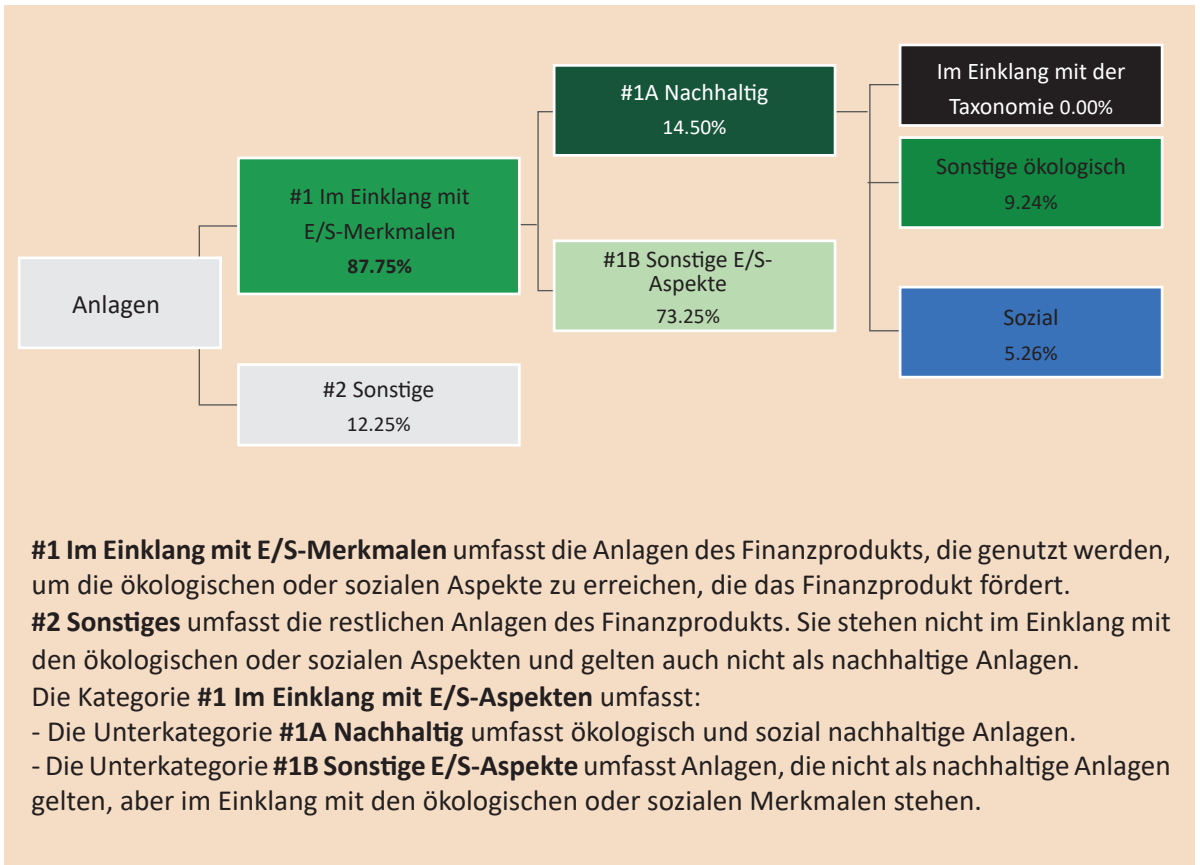 Anlagen
#1 Im Einklang mit
E/S-Merkmalen
87.75%
#2 Sonstige
12.25%
#1A Nachhaltig
14.50%
#1B Sonstige E/S-
Aspekte
73.25%
Im Einklang mit der
Taxonomie 0.00%
Sonstige ökologisch
9.24%
Sozial
5.26%
#1 Im Einklang mit E/S-Merkmalen umfasst die Anlagen des Finanzprodukts, die genutzt werden,
um die ökologischen oder sozialen Aspekte zu erreichen, die das Finanzprodukt fördert.
#2 Sonstiges umfasst die restlichen Anlagen des Finanzprodukts. Sie stehen nicht im Einklang mit
den ökologischen oder sozialen Aspekten und gelten auch nicht als nachhaltige Anlagen.
Die Kategorie #1 Im Einklang mit E/S-Aspekten umfasst:
- Die Unterkategorie #1A Nachhaltig umfasst ökologisch und sozial nachhaltige Anlagen.
- Die Unterkategorie #1B Sonstige E/S-Aspekte umfasst Anlagen, die nicht als nachhaltige Anlagen
gelten, aber im Einklang mit den ökologischen oder sozialen Merkmalen stehen.